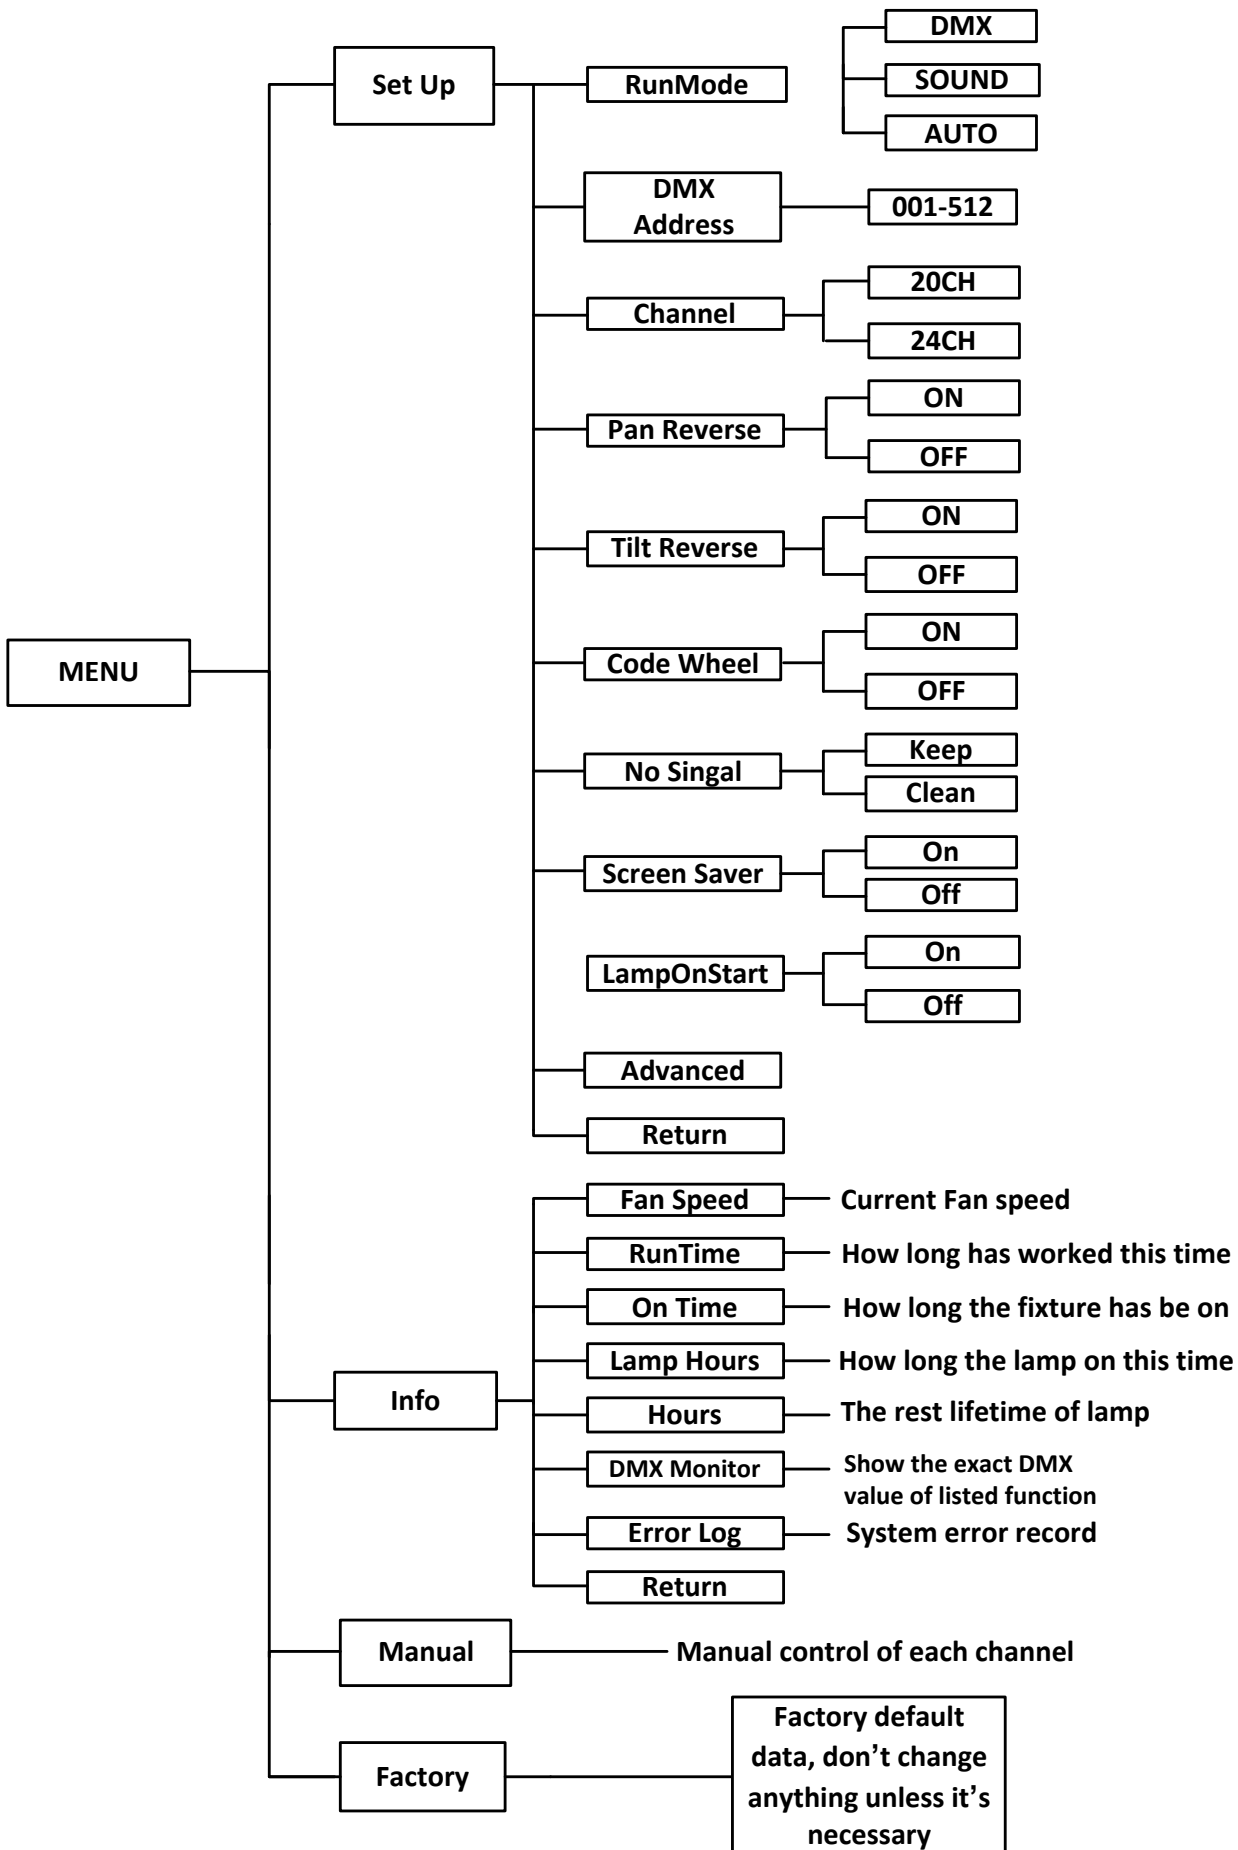 MENU
Set Up
RunMode
DMX
SOUND
AUTO
DMX
Address
001-512
Channel
20CH
24CH
Pan Reverse
ON
OFF
Tilt Reverse
ON
OFF
Code Wheel
ON
OFF
No Singal
Keep
Clean
Screen Saver
On
Off
LampOnStart
On
Off
Advanced
Return
Info
Fan Speed
Current Fan speed
RunTime
How long has worked this time
On Time
How long the fixture has be on
Lamp Hours
How long the lamp on this time
Hours
The rest lifetime of lamp
DMX Monitor
Show the exact DMX
value of listed function
Error Log
System error record
Return
Manual
Manual control of each channel
Factory
Factory default
data, don’t change
anything unless it’s
necessary